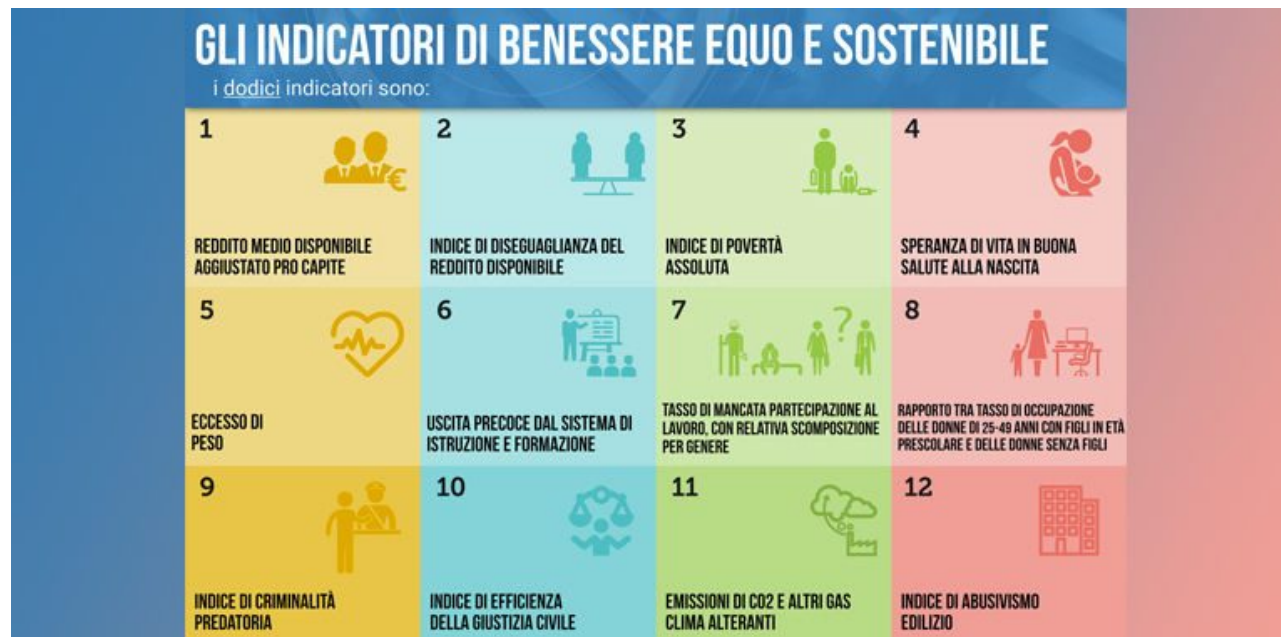 GLI INDICATORI DI BENESSERE EQUO E SOSTENIBILE
i dodici indicatori sono:
1
REDDITO MEDIO DISPONIBILE
AGGIUSTATO PRO CAPITE
2
INDICE DI DISEGUAGLIANZA DEL
REDDITO DISPONIBILE
3
INDICE DI POVERTÀ
ASSOLUTA
4
SPERANZA DI VITA IN BUONA
SALUTE ALLA NASCITA
5
ECCESSO DI
PESO
6
USCITA PRECOCE DAL SISTEMA DI
ISTRUZIONE E FORMAZIONE
7
?
TASSO DI MANCATA PARTECIPAZIONE AL
LAVORO, CON RELATIVA SCOMPOSIZIONE
PER GENERE
8
RAPPORTO TRA TASSO DI OCCUPAZIONE
DELLE DONNE DI 25-49 ANNI CON FIGLI IN ETÀ
PRESCOLARE E DELLE DONNE SENZA FIGLI
9
INDICE DI CRIMINALITÀ
PREDATORIA
10
INDICE DI EFFICIENZA
DELLA GIUSTIZIA CIVILE
11
EMISSIONI DI CO2 E ALTRI GAS
CLIMA ALTERANTI
12
INDICE DI ABUSIVISMO
EDILIZIO